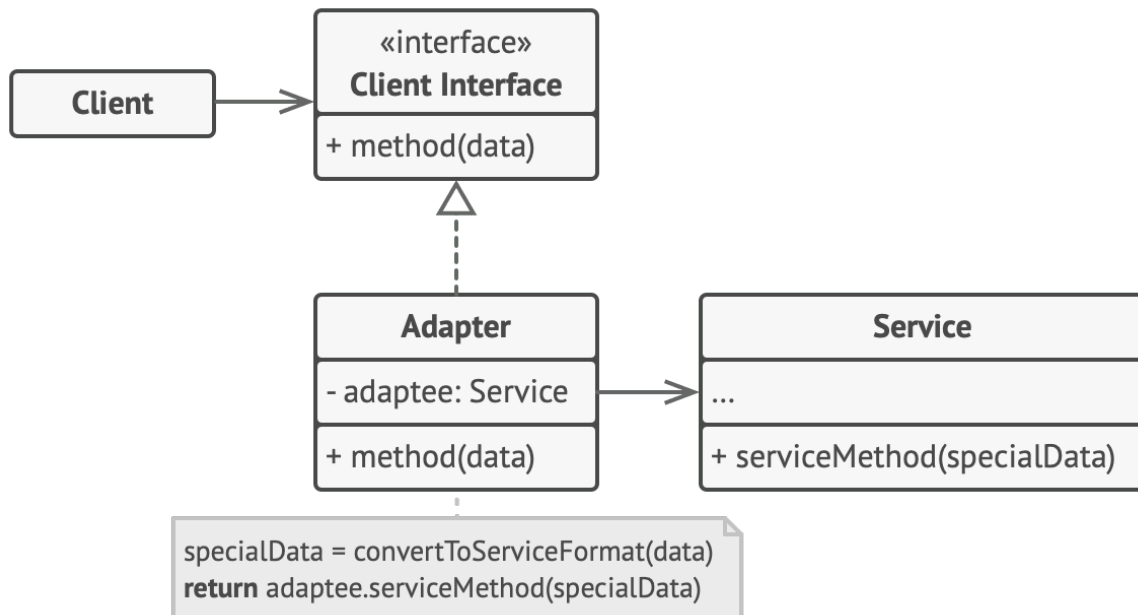 Client
«interface»
Client Interface
+ method(data)
Adapter
- adaptee: Service
+ method(data)
Service
...
+ serviceMethod(specialData)
specialData = convertToServiceFormat(data)
return adaptee.serviceMethod(specialData)